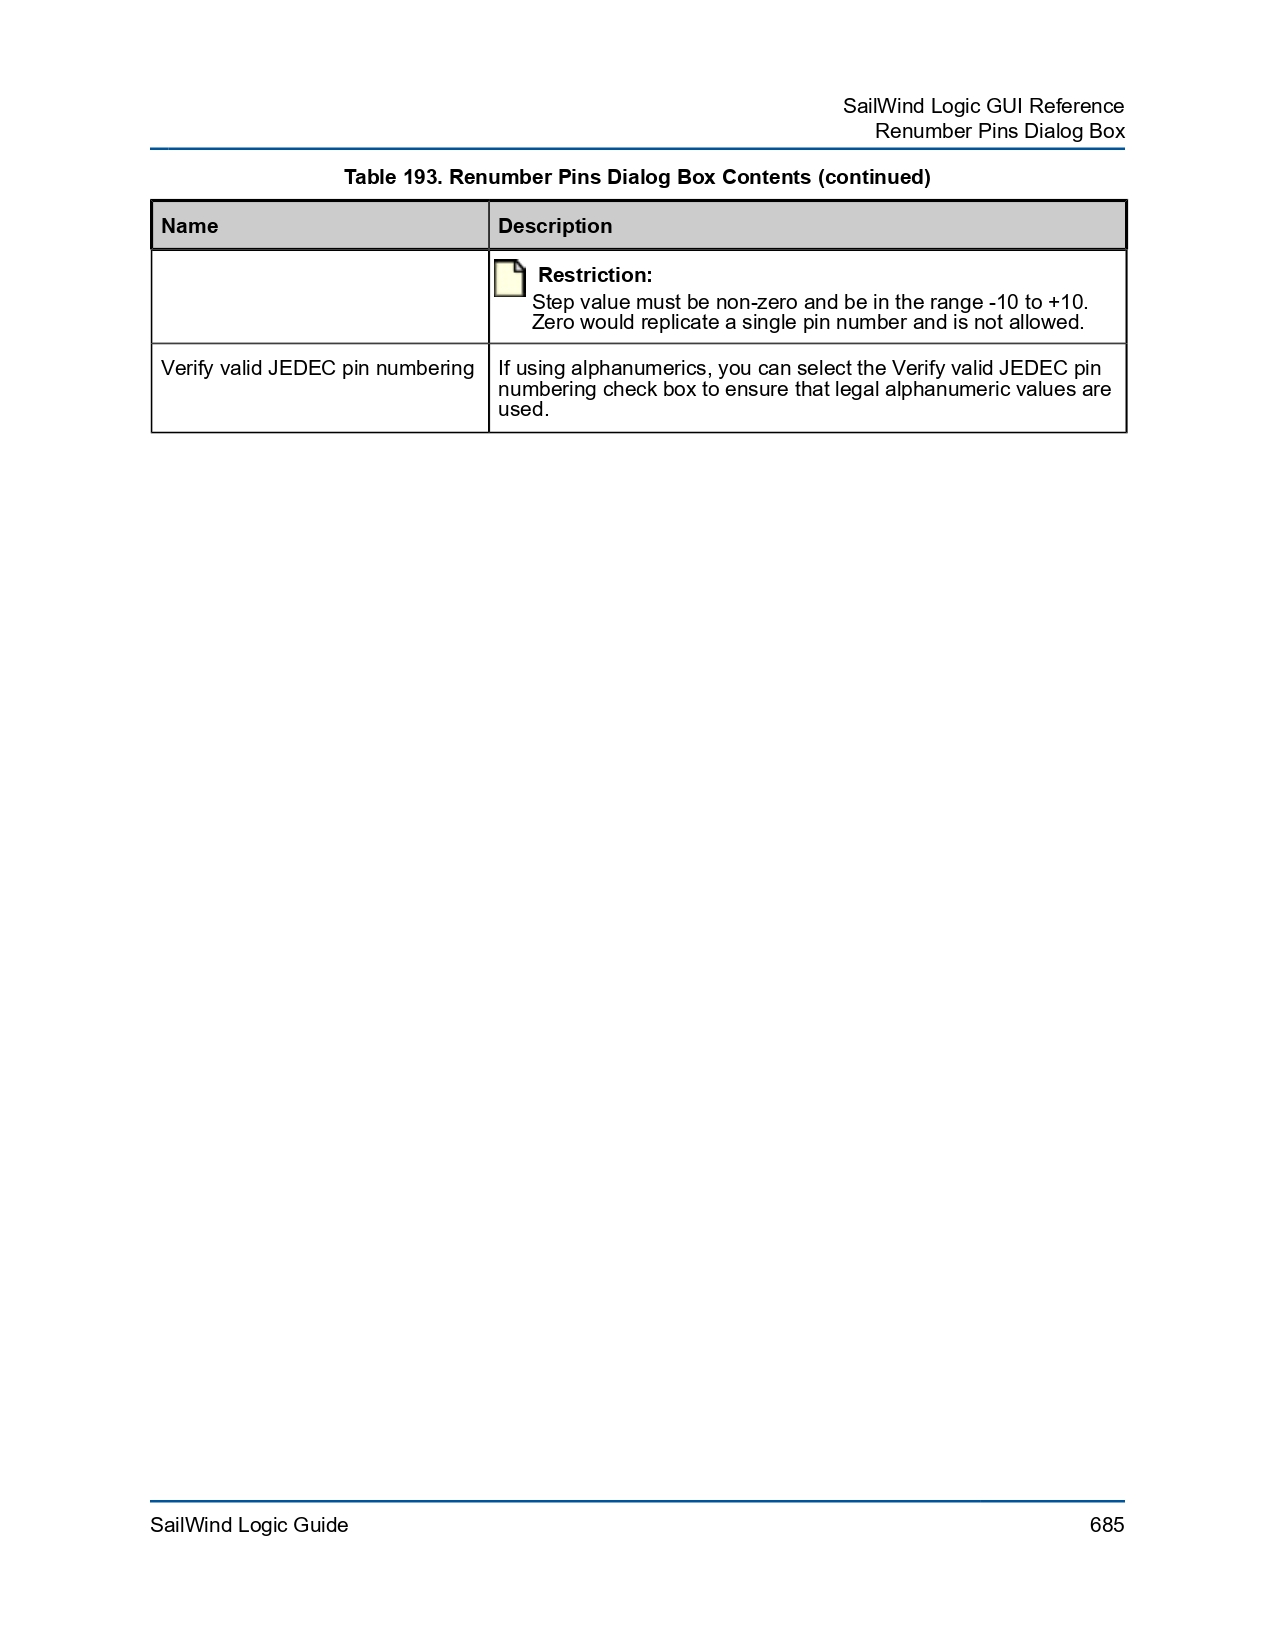 SailWind Logic GUI Reference
Renumber Pins Dialog Box
Table 193. Renumber Pins Dialog Box Contents (continued)
Name Description
Restriction:
Step value must be non-zero and be in the range -10 to +10.
Zero would replicate a single pin number and is not allowed.
Verify valid JEDEC pin numbering If using alphanumerics, you can select the Verify valid JEDEC pin
numbering check box to ensure that legal alphanumeric values are
used.
SailWind Logic Guide 685